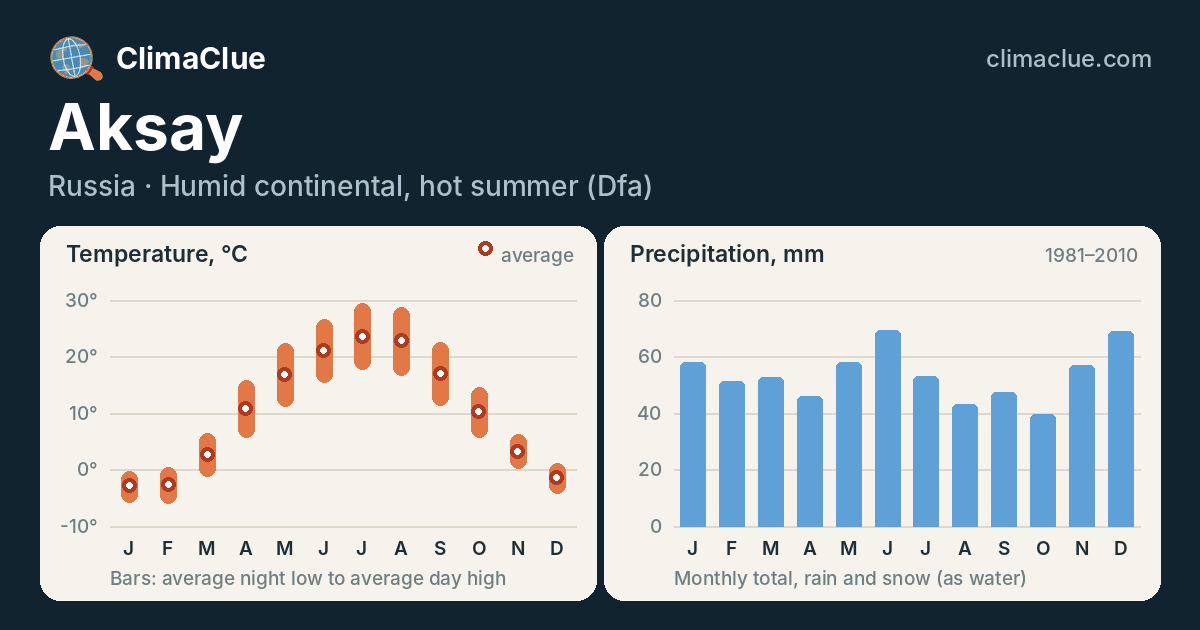 ClimaClue
climaclue.com
Aksay
Russia · Humid continental, hot summer (Dfa)
Temperature, °C
average
30°
20°
10°
0°
-10°
J F M A M J J A S O N D
Bars: average night low to average day high
Precipitation, mm
1981–2010
80
60
40
20
0
J F M A M J J A S O N D
Monthly total, rain and snow (as water)